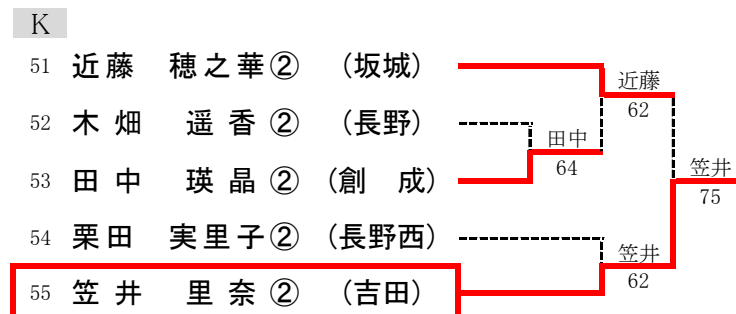 K
51 近藤 穂之華② (坂城)
52 木畑 遥香② (長野)
53 田中 瑛晶② (創 成)
54 栗田 実里子② (長野西)
55 笠井 里奈② (吉田)
近藤
62
田中
64
笠井
75
笠井
62